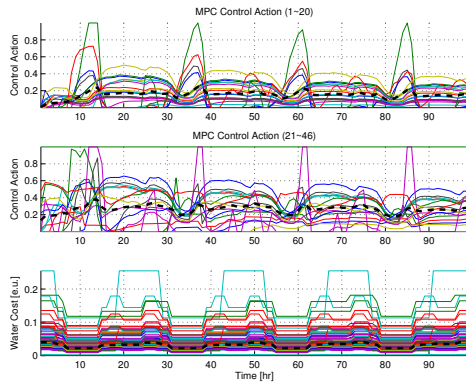 MPC Control Action (1~20)
Control Action
0.8
0.6
0.4
0.2
10 20 30 40 50 60 70 80 90
MPC Control Action (21~46)
Control Action
0.8
0.6
0.4
0.2
10 20 30 40 50 60 70 80 90
Water Cost [e.u.]
0.2
0.1
0
0 10 20 30 40 50 60 70 80 90
Time [hr]